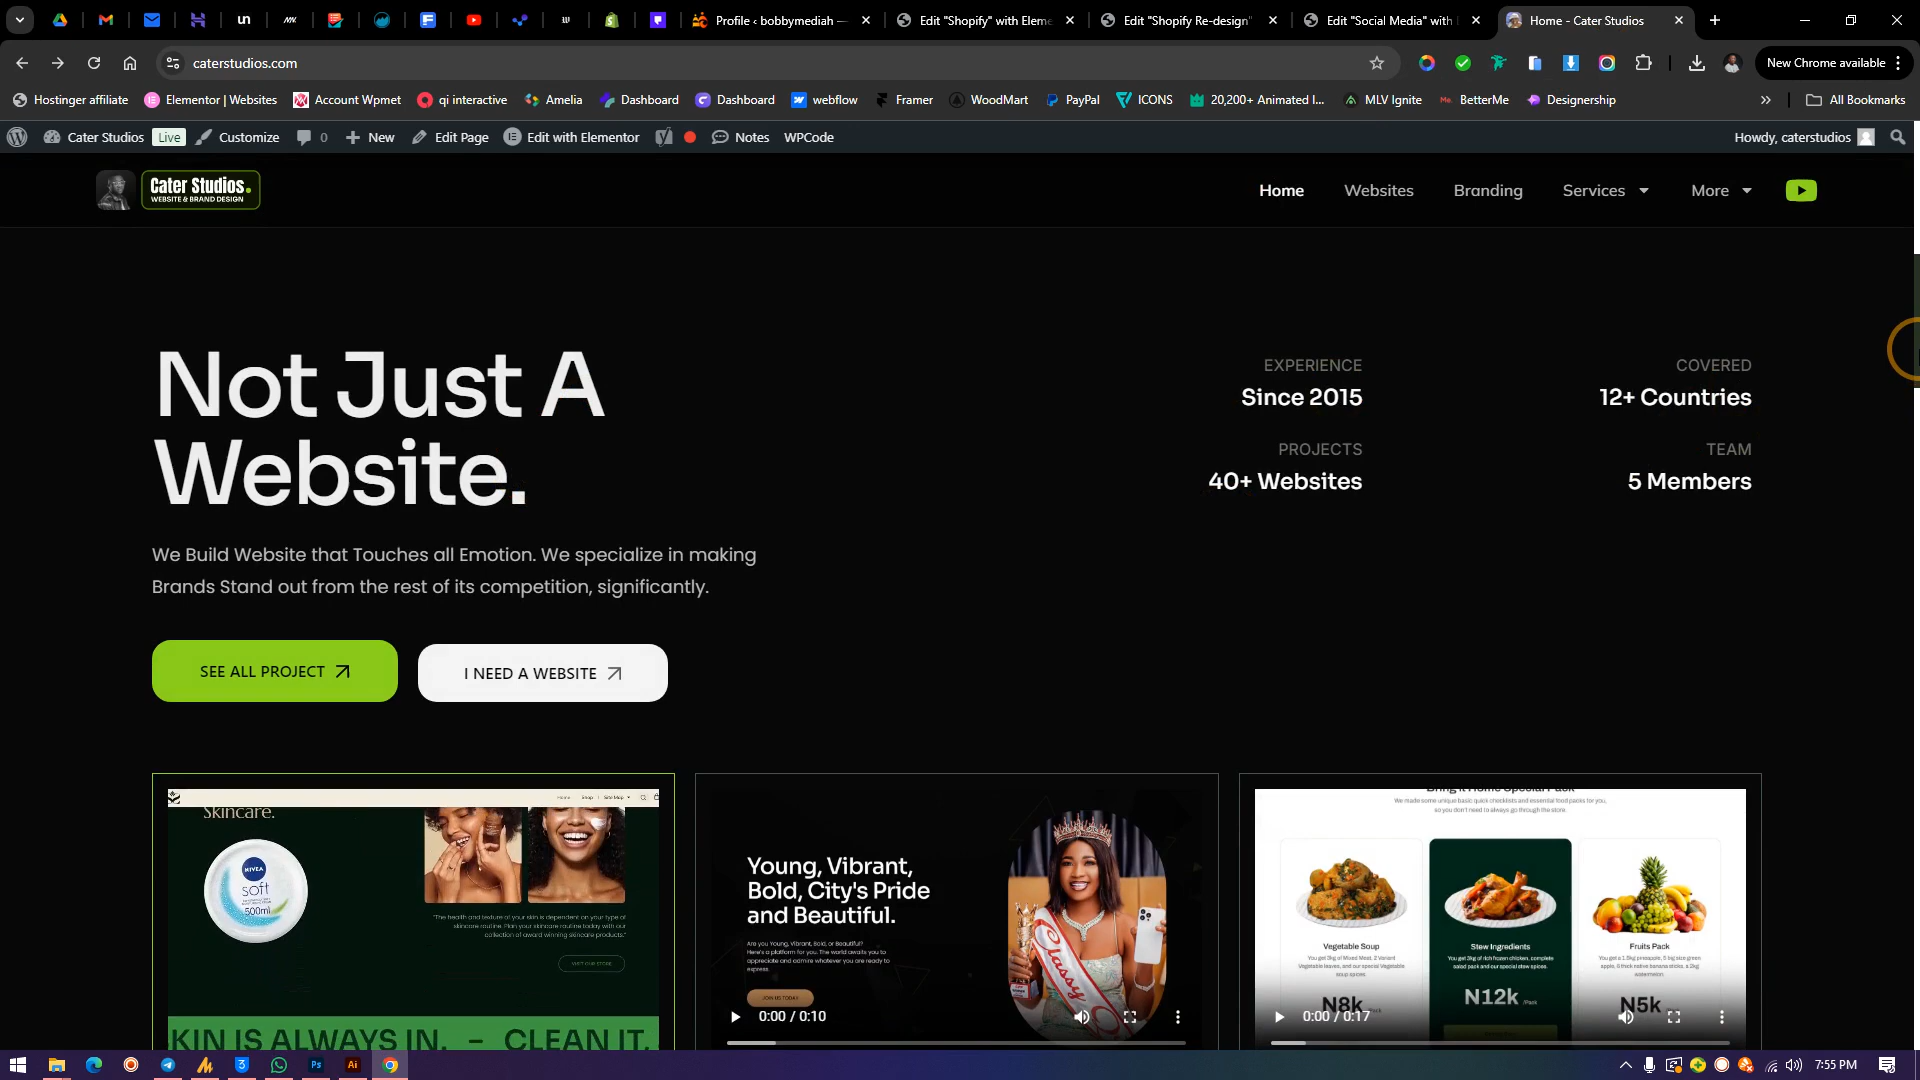 Profile ‹ bobbymediah —
Edit "Shopify" with Eleme
Edit "Shopify Re-design"
Edit "Social Media" with
Home - Cater Studios
caterstudios.com
New Chrome available
Hostinger affiliate
Elementor | Websites
Account Wpmet
qi interactive
Amelia
Dashboard
Dashboard
webflow
Framer
WoodMart
PayPal
ICONS
20,200+ Animated I...
MLV Ignite
BetterMe
Designership
All Bookmarks
Cater Studios
Live
Customize
0
New
Edit Page
Edit with Elementor
Notes
WPCode
Howdy, caterstudios
Cater Studios.
WEBSITE & BRAND DESIGN
Home
Websites
Branding
Services
More
Not Just A
Website.
EXPERIENCE
Since 2015
COVERED
12+ Countries
PROJECTS
40+ Websites
TEAM
5 Members
We Build Website that Touches all Emotion. We specialize in making
Brands Stand out from the rest of its competition, significantly.
SEE ALL PROJECT
I NEED A WEBSITE
Home
Shop
Site Map
Skincare.
NIVEA
soft
500ml
"The health and texture of your skin is dependent on your type of
skincare routine. Plan your skincare routine today with our
collection of award winning skincare products."
VISIT OUR STORE
KIN IS ALWAYS IN. – CLEAN IT.
Young, Vibrant,
Bold, City's Pride
and Beautiful.
Are you Young, Vibrant, Bold, or Beautiful?
Here's a platform for you. The world awaits you to
appreciate and admire whatever you are ready to
express.
JOIN US TODAY
Classy
0:00 / 0:10
Bring it Home Special Pack
We made some unique basic quick checklists and essential food packs for you,
so you don't need to always go through the store.
Vegetable Soup
You get 3kg of Mixed Meat, 2 Variant
Vegetable leaves, and our special Vegetable
soup spices.
N8k
Pack
Stew Ingredients
You get 2kg of rich frozen chicken, complete
salad pack and our special stew spices.
N12k /Pack
Fruits Pack
You get a 1.5kg pineapple, 5 big size green
apple, 6 thick native banana sticks, a 2kg
watermelon.
N5k
Pack
0:00 / 0:17
7:55 PM